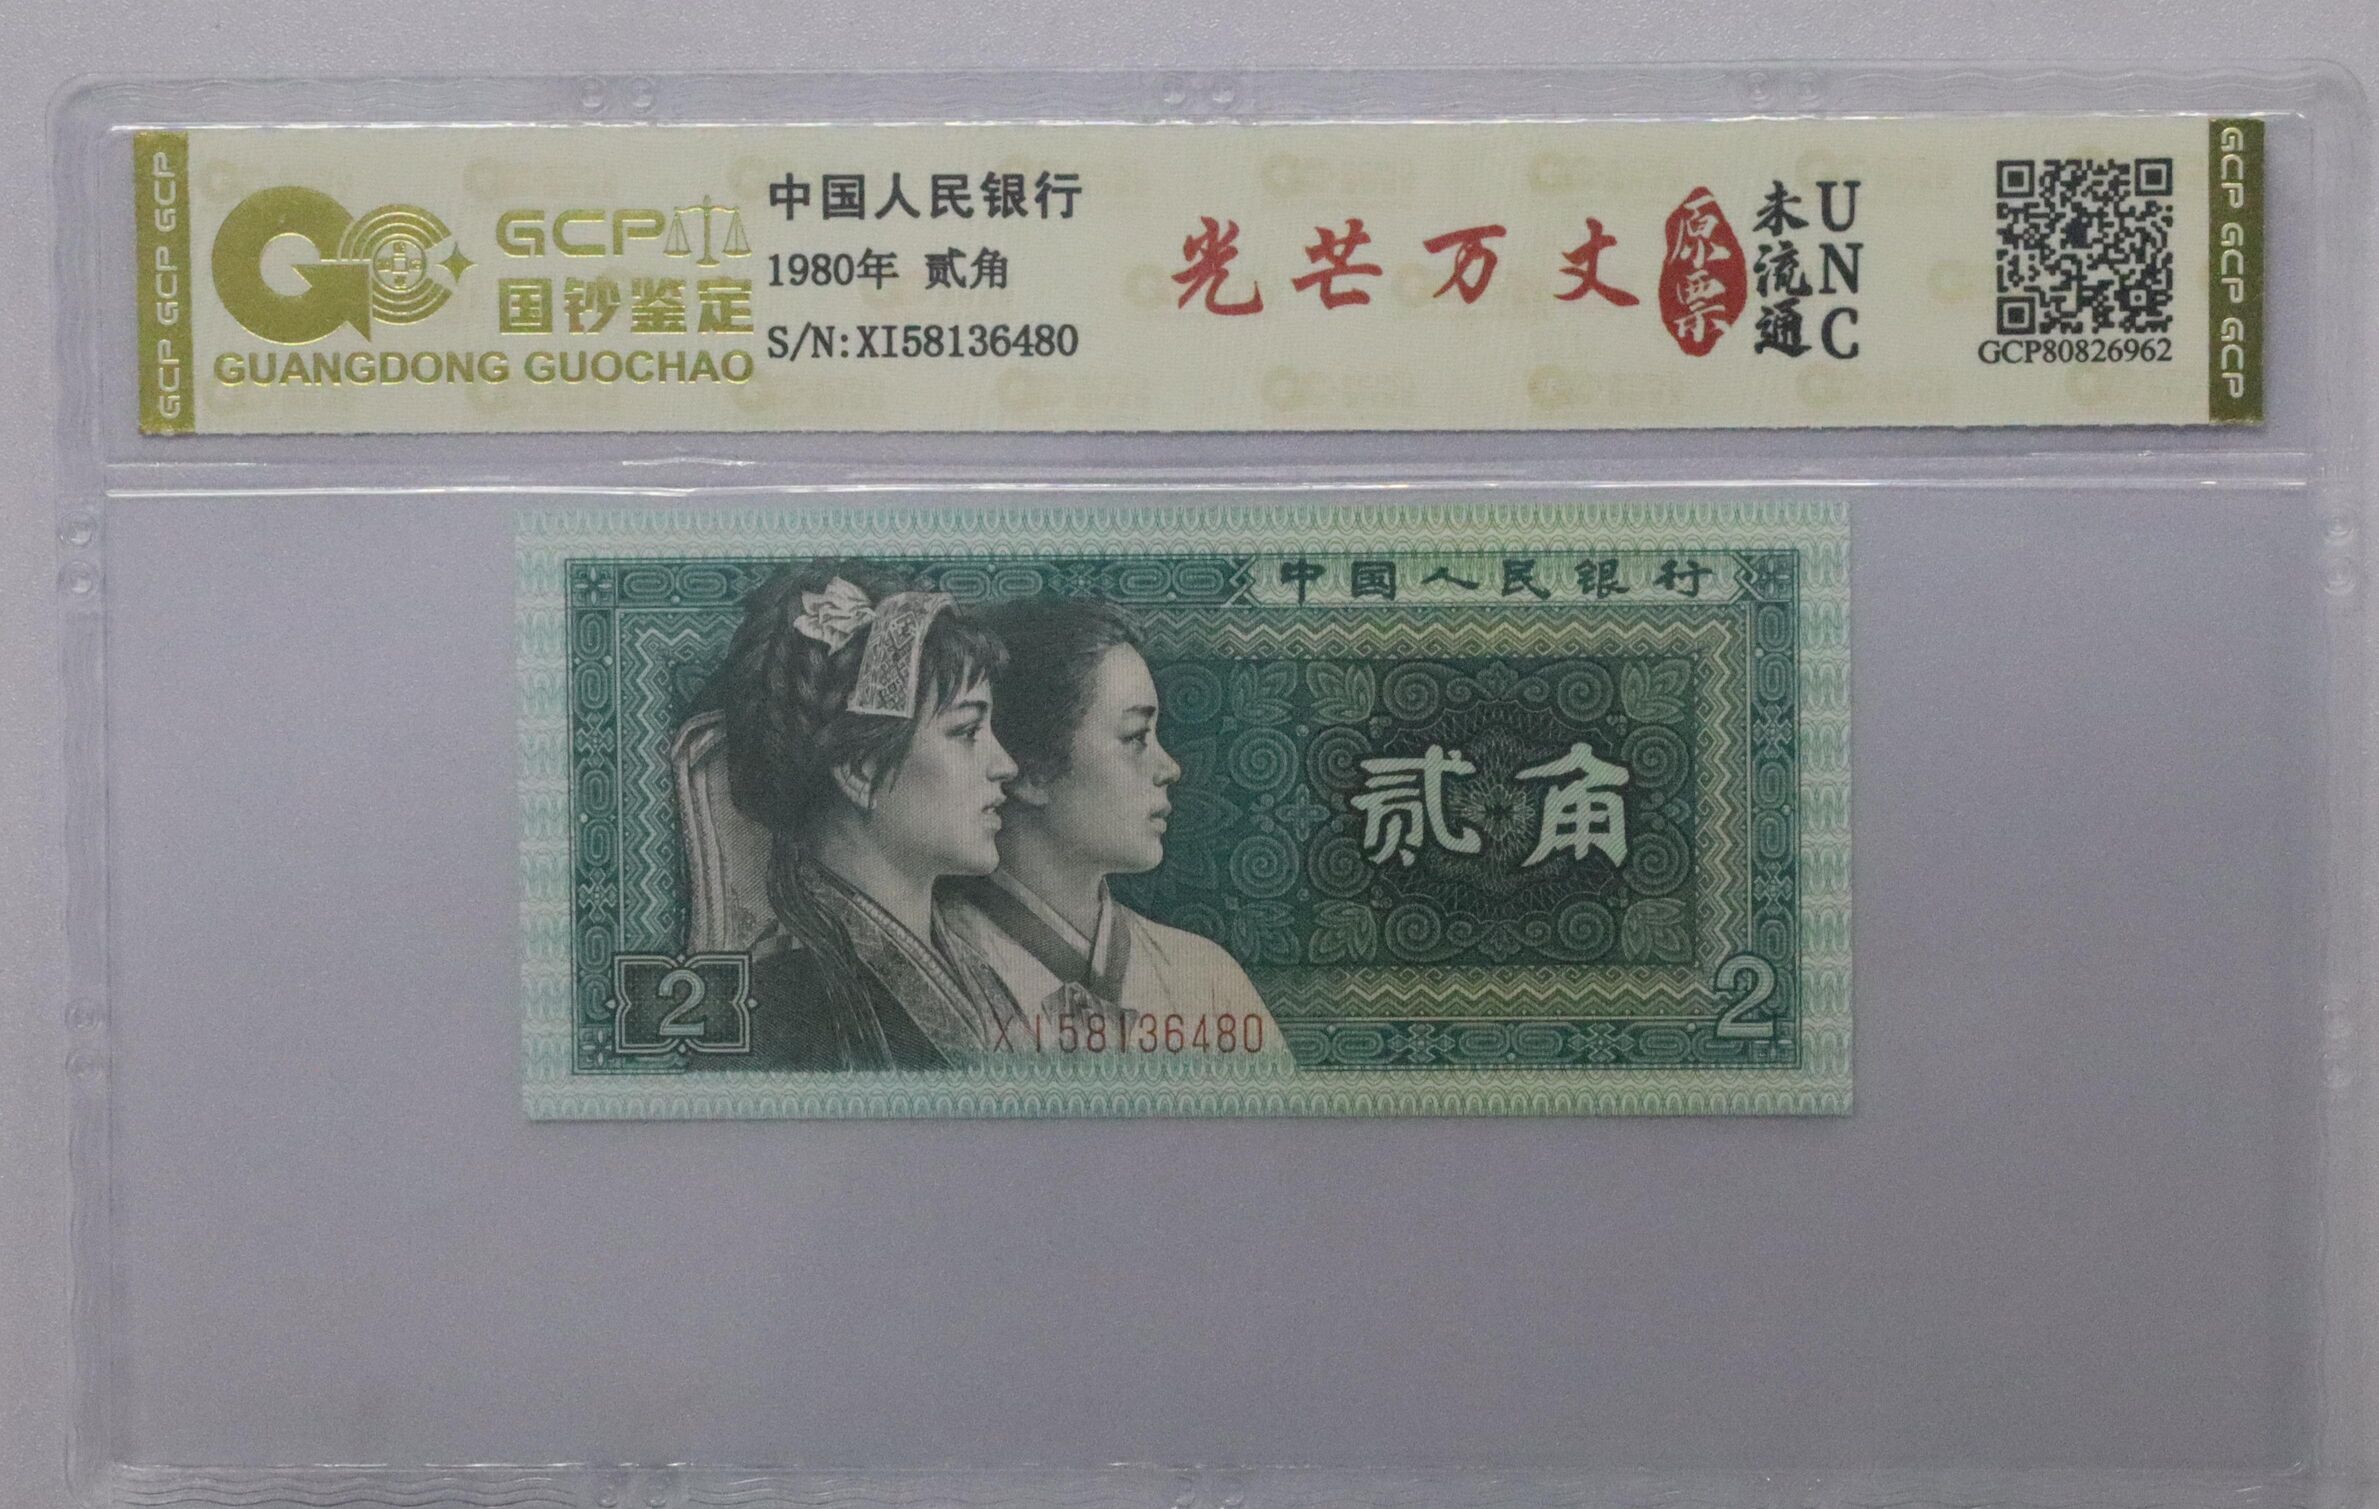 GCP GCP GCP
GCP
国钞鉴定
GUANGDONG GUOCHAO
中国人民银行
1980年 贰角
S/N:XI58136480
光芒万丈
原票
未流通
UNC
GCP80826962
GCP GCP GCP
中国人民银行
贰角
2
XI58136480
2